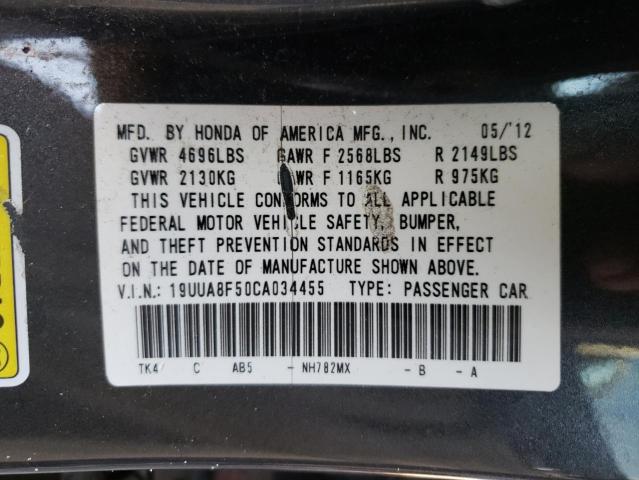 MFD. BY HONDA OF AMERICA MFG., INC. 05/'12
GVWR 4696LBS GAWR F 2568LBS R 2149LBS
GVWR 2130KG GAWR F 1165KG R 975KG
THIS VEHICLE CONFORMS TO ALL APPLICABLE
FEDERAL MOTOR VEHICLE SAFETY, BUMPER,
AND THEFT PREVENTION STANDARDS IN EFFECT
ON THE DATE OF MANUFACTURE SHOWN ABOVE.
V.I.N.: 19UUA8F50CA034455 TYPE: PASSENGER CAR
TK4 C AB5 - NH782MX - B - A